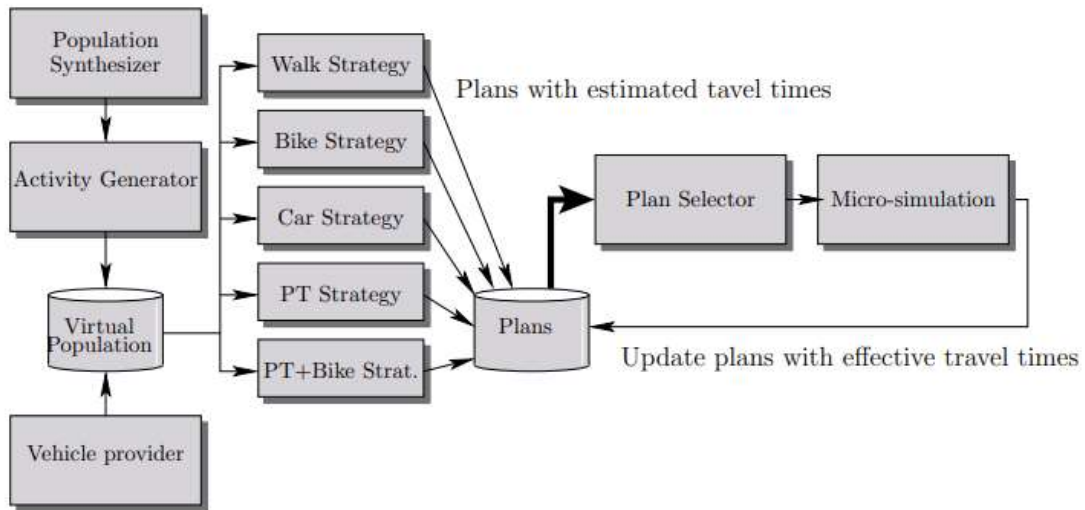 Population
Synthesizer
Activity Generator
Virtual
Population
Vehicle provider
Walk Strategy
Bike Strategy
Car Strategy
PT Strategy
PT+Bike Strat.
Plans with estimated tavel times
Plans
Plan Selector
Micro-simulation
Update plans with effective travel times